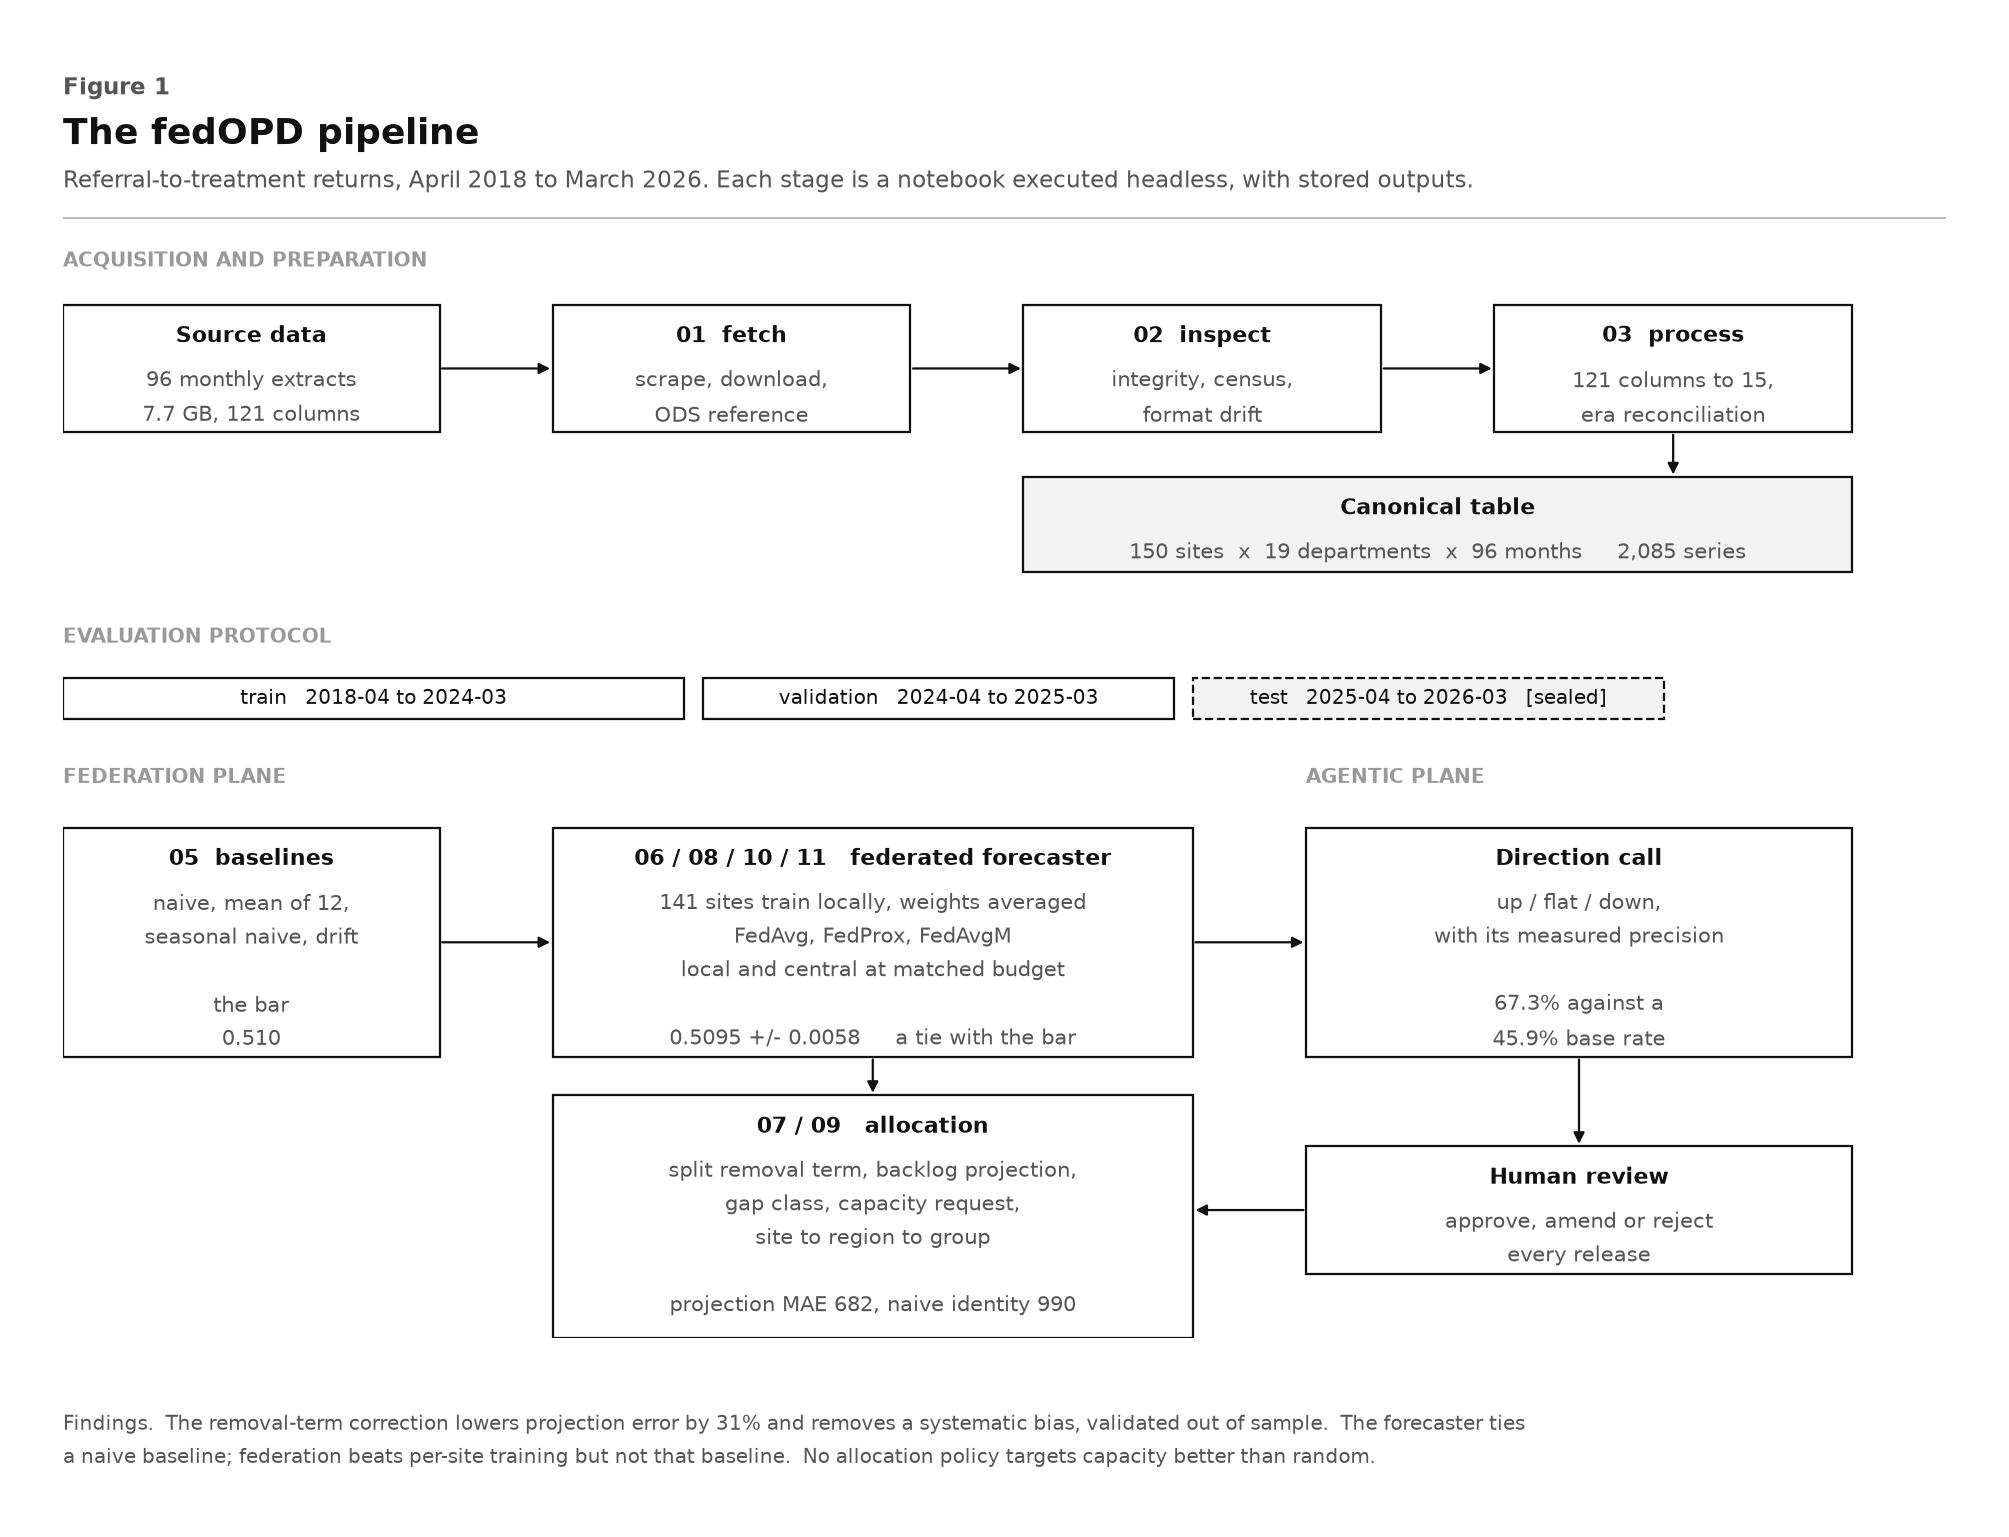 Figure 1
The fedOPD pipeline
Referral-to-treatment returns, April 2018 to March 2026. Each stage is a notebook executed headless, with stored outputs.
ACQUISITION AND PREPARATION
Source data
96 monthly extracts
7.7 GB, 121 columns
01 fetch
scrape, download,
ODS reference
02 inspect
integrity, census,
format drift
03 process
121 columns to 15,
era reconciliation
Canonical table
150 sites x 19 departments x 96 months 2,085 series
EVALUATION PROTOCOL
train 2018-04 to 2024-03
validation 2024-04 to 2025-03
test 2025-04 to 2026-03 [sealed]
FEDERATION PLANE
05 baselines
naive, mean of 12,
seasonal naive, drift
the bar
0.510
06 / 08 / 10 / 11 federated forecaster
141 sites train locally, weights averaged
FedAvg, FedProx, FedAvgM
local and central at matched budget
0.5095 +/- 0.0058 a tie with the bar
07 / 09 allocation
split removal term, backlog projection,
gap class, capacity request,
site to region to group
projection MAE 682, naive identity 990
AGENTIC PLANE
Direction call
up / flat / down,
with its measured precision
67.3% against a
45.9% base rate
Human review
approve, amend or reject
every release
Findings. The removal-term correction lowers projection error by 31% and removes a systematic bias, validated out of sample. The forecaster ties
a naive baseline; federation beats per-site training but not that baseline. No allocation policy targets capacity better than random.